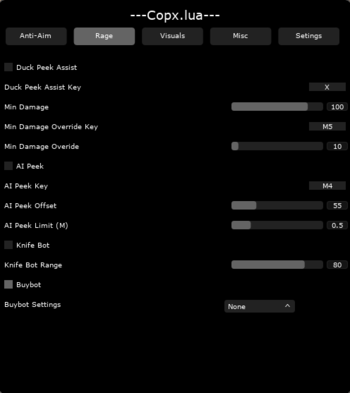 ---Copx.lua---
Anti-Aim Rage Visuals Misc Setings
Duck Peek Assist
Duck Peek Assist Key X
Min Damage 100
Min Damage Override Key M5
Min Damage Overide 10
AI Peek
AI Peek Key M4
AI Peek Offset 55
AI Peek Limit (M) 0.5
Knife Bot
Knife Bot Range 80
Buybot
Buybot Settings None